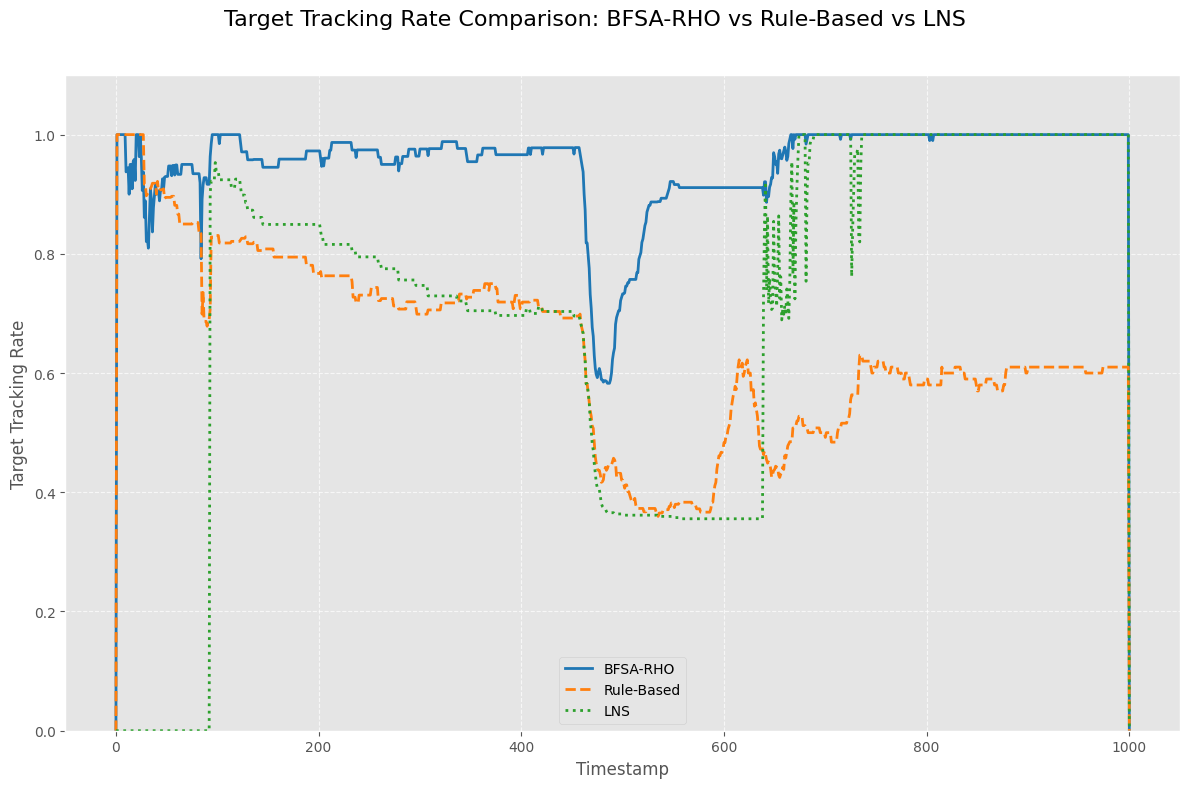 Target Tracking Rate Comparison: BFSA-RHO vs Rule-Based vs LNS
Target Tracking Rate
1.0
0.8
0.6
0.4
0.2
0.0
0
200
400
600
800
1000
Timestamp
BFSA-RHO
Rule-Based
LNS